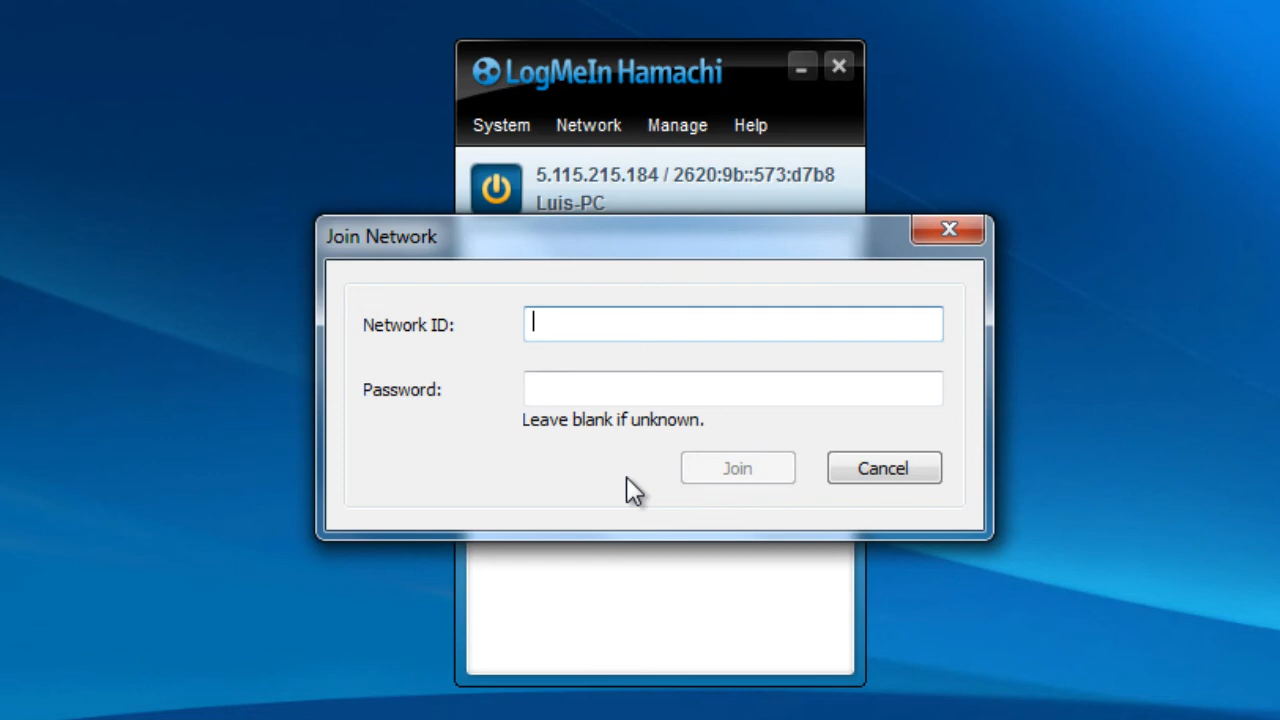 LogMeIn Hamachi
System Network Manage Help
5.115.215.184 / 2620:9b::573:d7b8
Luis-PC
Join Network
Network ID:
Password:
Leave blank if unknown.
Join Cancel